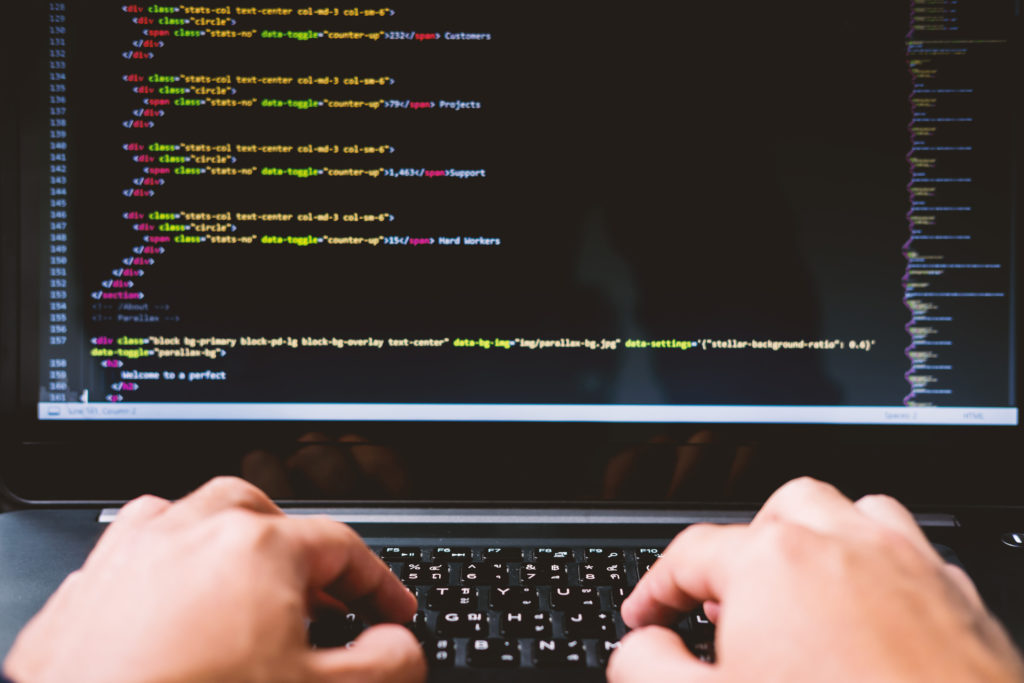 128 <div class="stats-col text-center col-md-3 col-sm-6">
129 <div class="circle">
130 <span class="stats-no" data-toggle="counter-up">232</span> Customers
131 </div>
132 </div>
133
134 <div class="stats-col text-center col-md-3 col-sm-6">
135 <div class="circle">
136 <span class="stats-no" data-toggle="counter-up">79</span> Projects
137 </div>
138 </div>
139
140 <div class="stats-col text-center col-md-3 col-sm-6">
141 <div class="circle">
142 <span class="stats-no" data-toggle="counter-up">1,463</span>Support
143 </div>
144 </div>
145
146 <div class="stats-col text-center col-md-3 col-sm-6">
147 <div class="circle">
148 <span class="stats-no" data-toggle="counter-up">15</span> Hard Workers
149 </div>
150 </div>
151 </div>
152 </div>
153 </section>
154 <!-- /About -->
155 <!-- Parallax -->
156
157 <div class="block bg-primary block-pd-lg block-bg-overlay text-center" data-bg-img="img/parallax-bg.jpg" data-settings='{"stellar-background-ratio": 0.6}'
data-toggle="parallax-bg">
158 <h2>
159 Welcome to a perfect
160 </h2>
161 <p>
Line 161, Column 2 Spaces: 2 HTML
F5 F6 F7 F8 F9 F10
% 5 ^ 6 & 7 * 8
T Y U
G H J
B N M